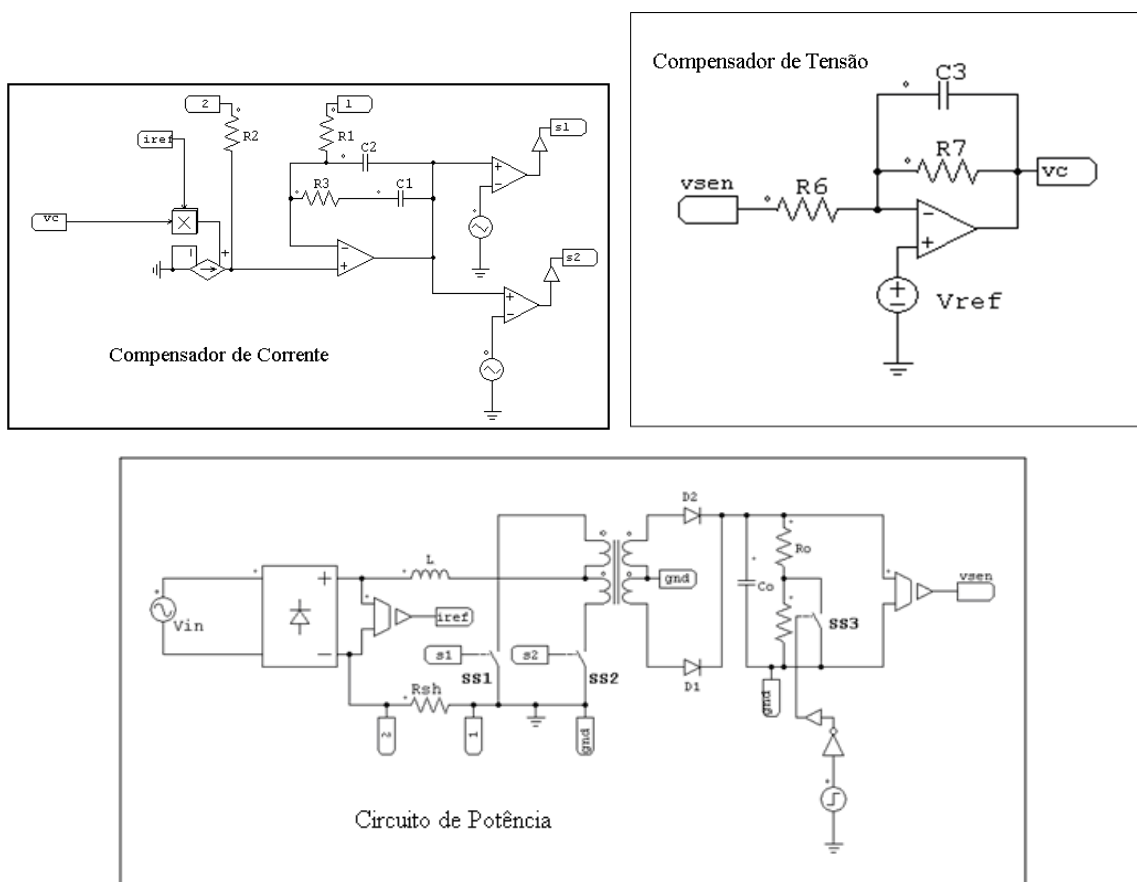 Compensador de Tensão
C3
R7
vsen
R6
vc
Vref
2
1
iref
R2
R1
C2
R3
C1
s1
vc
1
s2
Compensador de Corrente
D2
L
Ro
gnd
Co
vsen
Vin
iref
s1
s2
SS3
SS1
SS2
D1
Rsh
2
1
gnd
gnd
Circuito de Potência